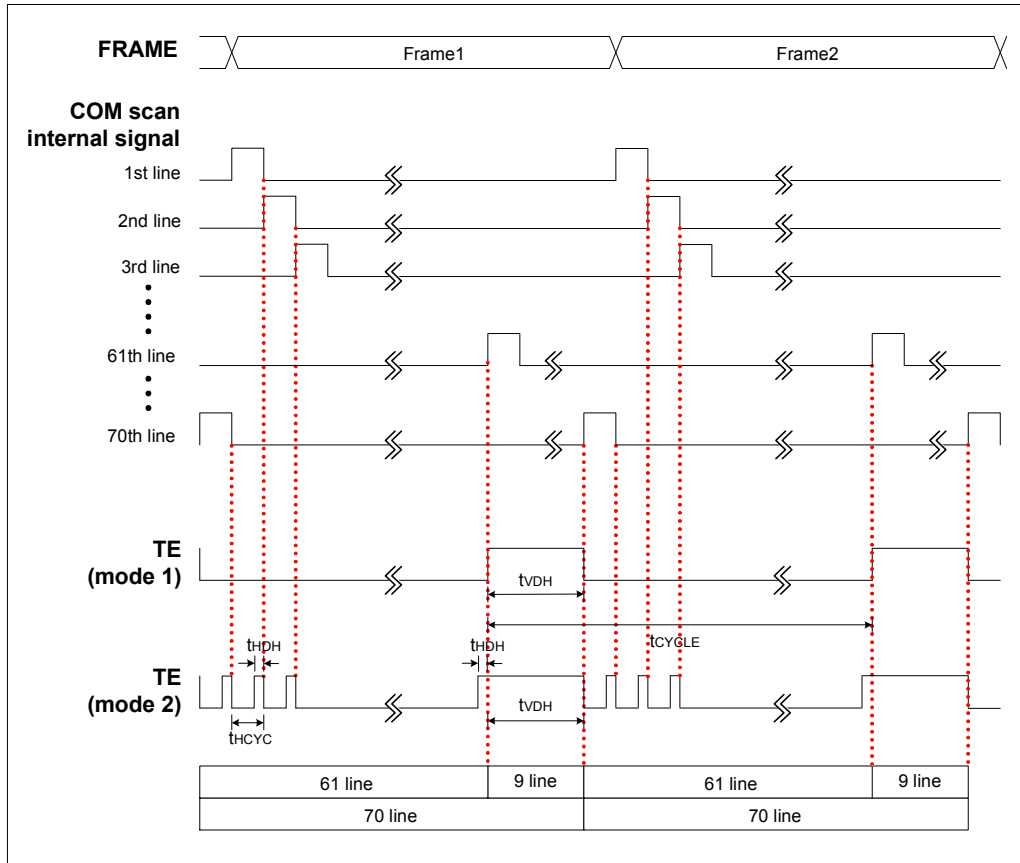 FRAME
Frame1
Frame2
COM scan
internal signal
1st line
2nd line
3rd line
61th line
70th line
TE
(mode 1)
tVDH
tCYCLE
tHDH
tHDH
TE
(mode 2)
tVDH
tHCYC
61 line
9 line
61 line
9 line
70 line
70 line